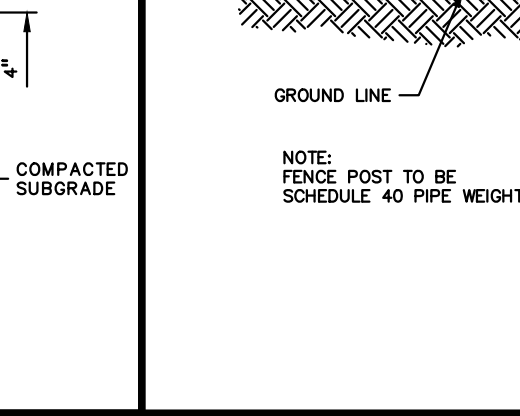 4"
COMPACTED
SUBGRADE
GROUND LINE
NOTE:
FENCE POST TO BE
SCHEDULE 40 PIPE WEIGHT